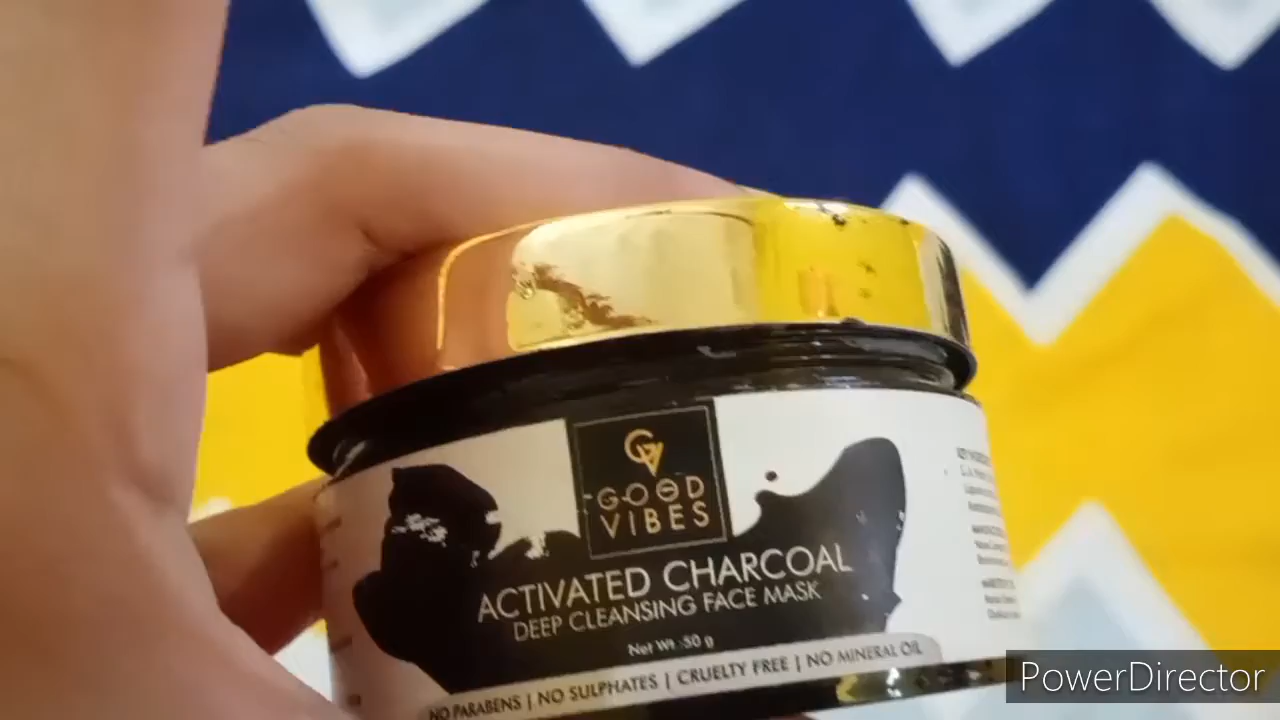 GV
GOOD
VIBES
ACTIVATED CHARCOAL
DEEP CLEANSING FACE MASK
Net Wt. 50 g
NO PARABENS | NO SULPHATES | CRUELTY FREE | NO MINERAL OIL
PowerDirector